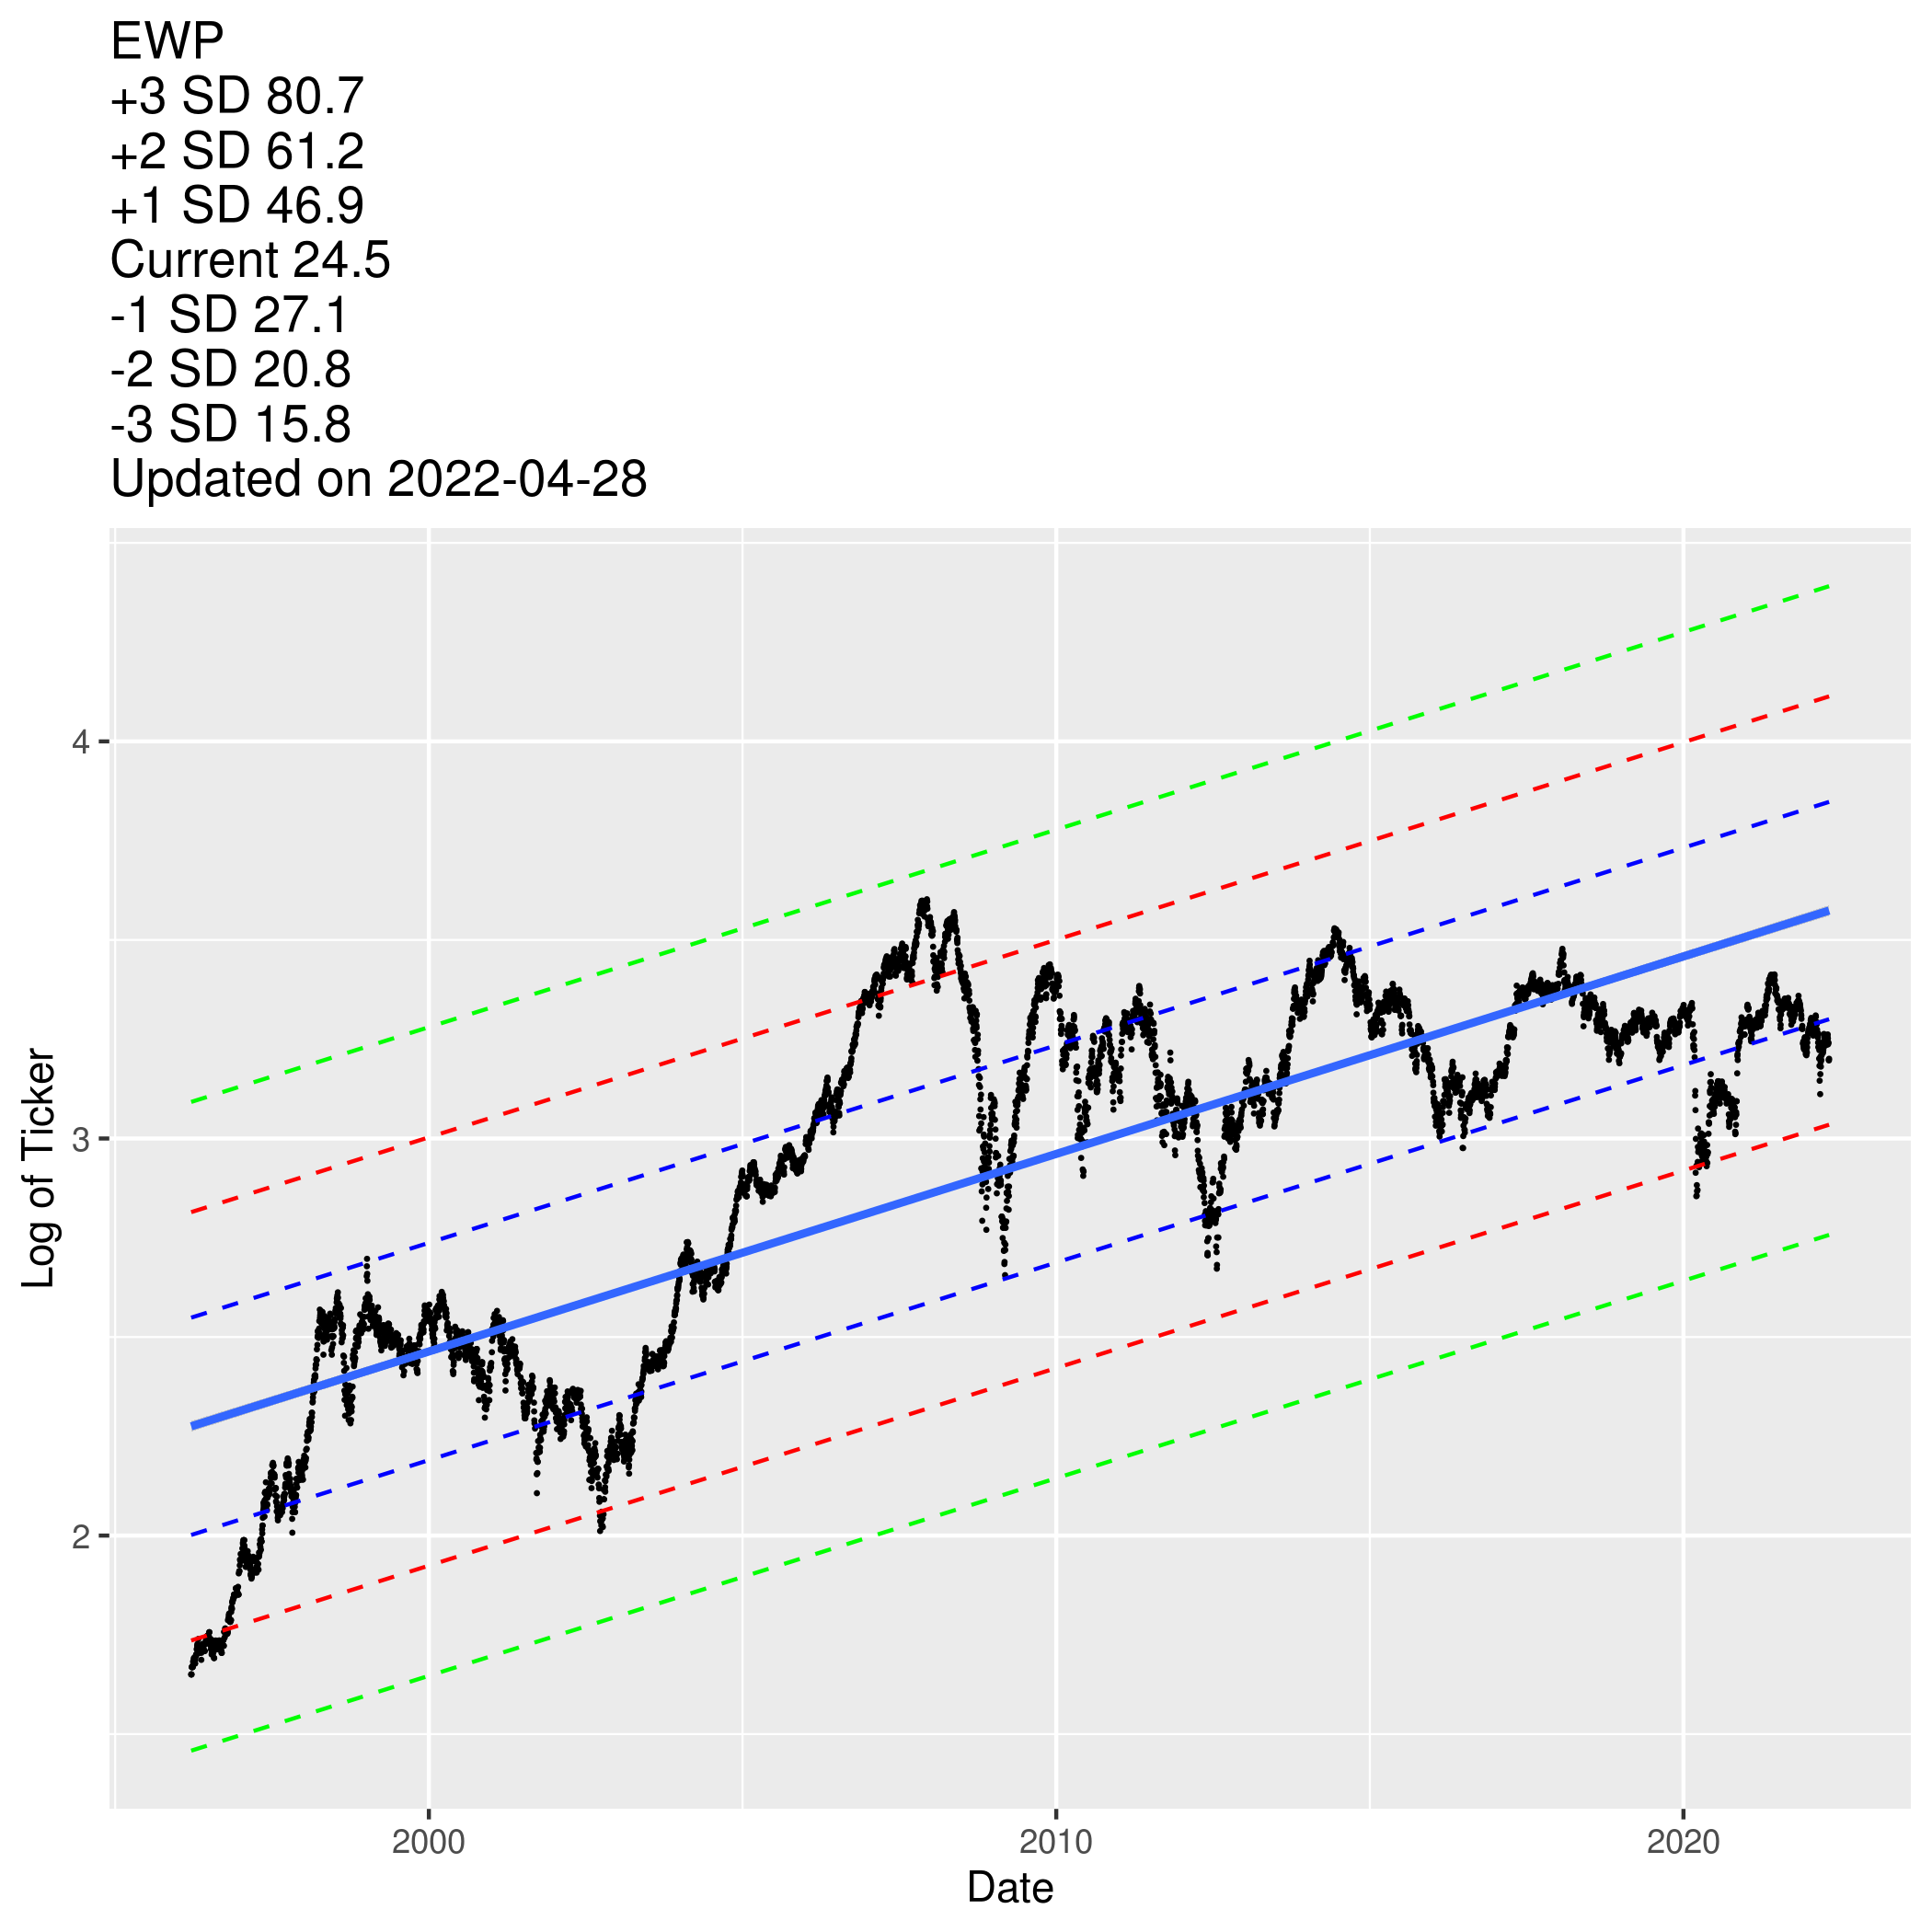 EWP
+3 SD 80.7
+2 SD 61.2
+1 SD 46.9
Current 24.5
-1 SD 27.1
-2 SD 20.8
-3 SD 15.8
Updated on 2022-04-28
4
3
2
Log of Ticker
2000 2010 2020
Date